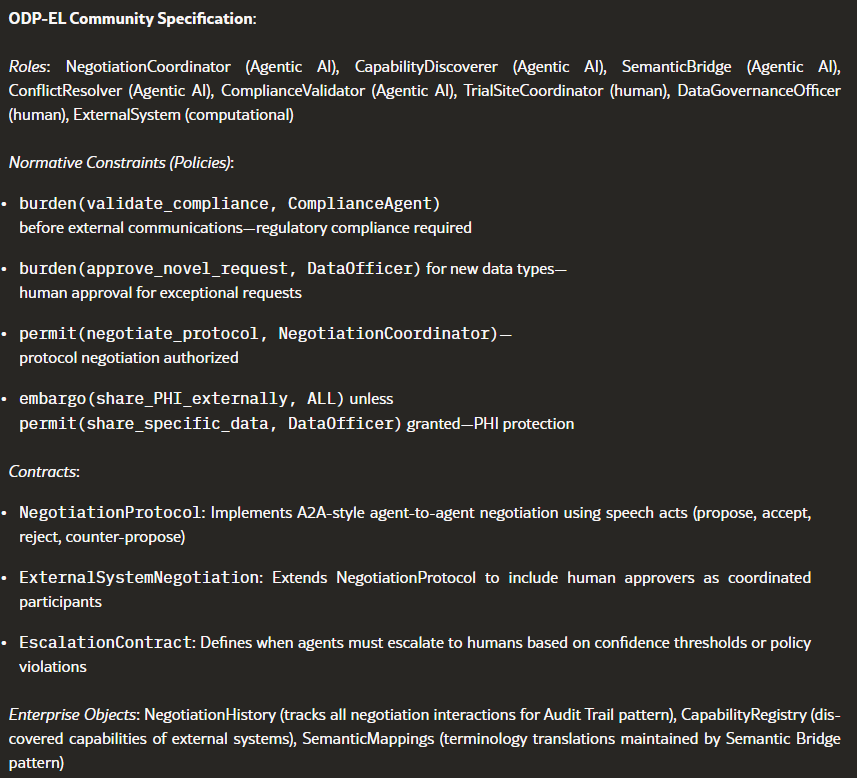 ODP-EL Community Specification:
Roles: NegotiationCoordinator (Agentic AI), CapabilityDiscoverer (Agentic AI), SemanticBridge (Agentic AI),
ConflictResolver (Agentic AI), ComplianceValidator (Agentic AI), TrialSiteCoordinator (human), DataGovernanceOfficer
(human), ExternalSystem (computational)
Normative Constraints (Policies):
• burden(validate_compliance, ComplianceAgent)
before external communications—regulatory compliance required
• burden(approve_novel_request, DataOfficer) for new data types—
human approval for exceptional requests
• permit(negotiate_protocol, NegotiationCoordinator)—
protocol negotiation authorized
• embargo(share_PHI_externally, ALL) unless
permit(share_specific_data, DataOfficer) granted—PHI protection
Contracts:
• NegotiationProtocol: Implements A2A-style agent-to-agent negotiation using speech acts (propose, accept,
reject, counter-propose)
• ExternalSystemNegotiation: Extends NegotiationProtocol to include human approvers as coordinated
participants
• EscalationContract: Defines when agents must escalate to humans based on confidence thresholds or policy
violations
Enterprise Objects: NegotiationHistory (tracks all negotiation interactions for Audit Trail pattern), CapabilityRegistry (dis-
covered capabilities of external systems), SemanticMappings (terminology translations maintained by Semantic Bridge
pattern)